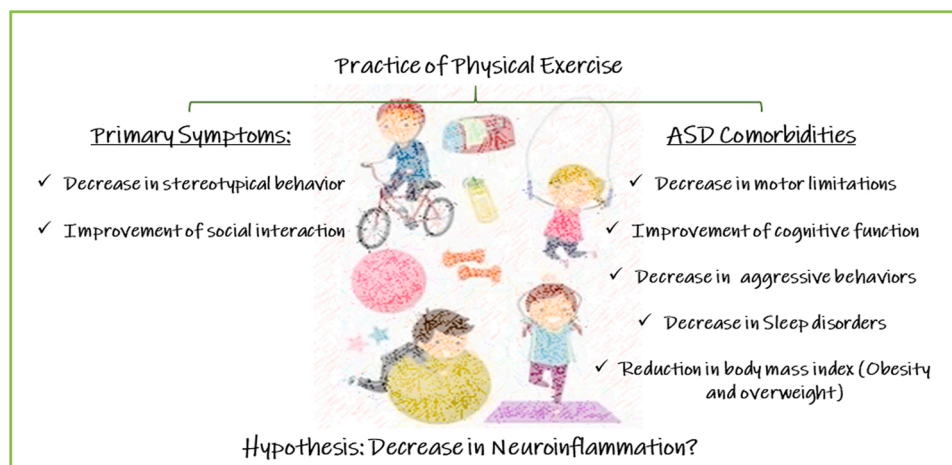 Practice of Physical Exercise
Primary Symptoms:
✓ Decrease in stereotypical behavior
✓ Improvement of social interaction
ASD Comorbidities
✓ Decrease in motor limitations
✓ Improvement of cognitive function
✓ Decrease in aggressive behaviors
✓ Decrease in Sleep disorders
✓ Reduction in body mass index (Obesity
and overweight)
Hypothesis: Decrease in Neuroinflammation?